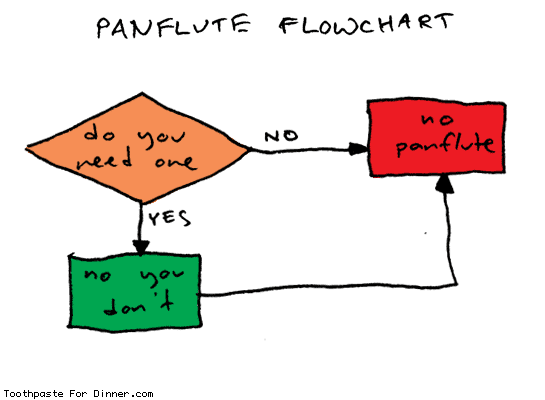 PANFLUTE FLOWCHART
do you
need one
NO
no
panflute
YES
no you
don't
Toothpaste For Dinner.com